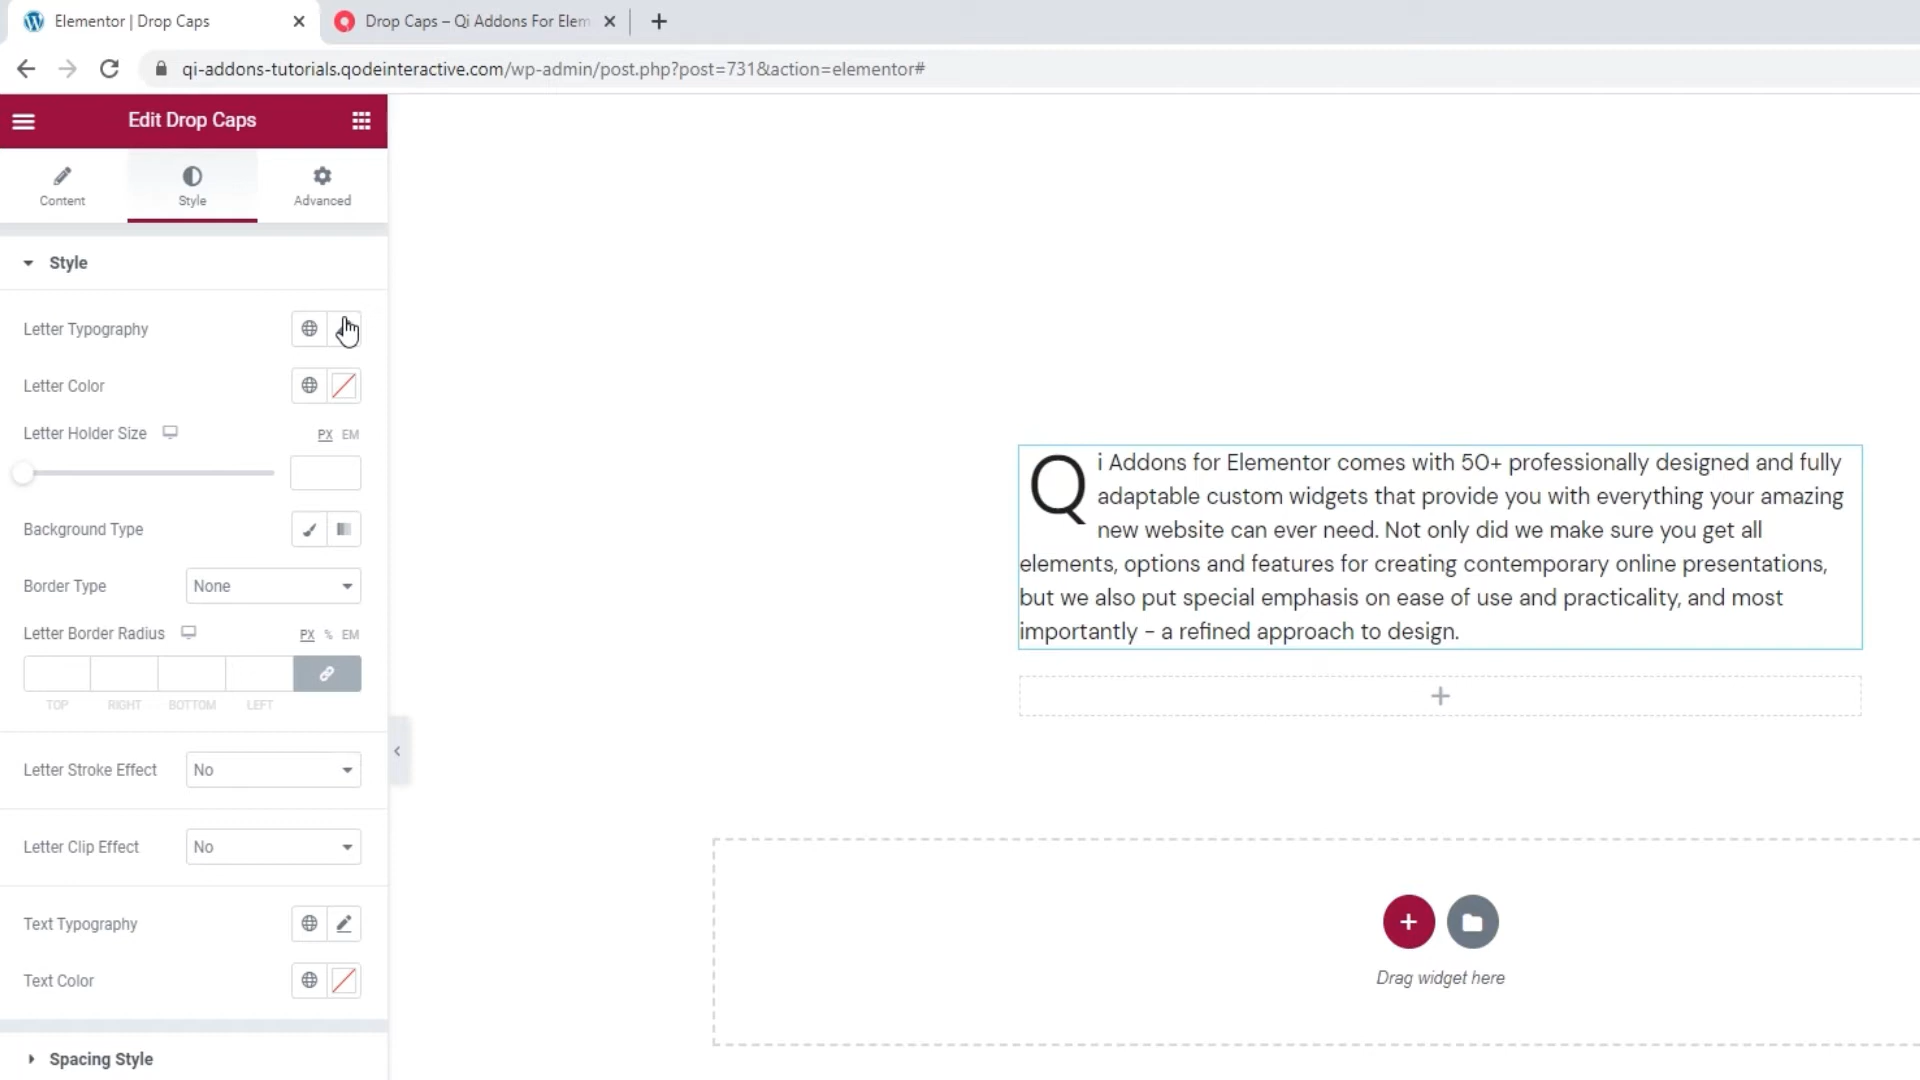 Elementor | Drop Caps
Drop Caps – Qi Addons For Elem
qi-addons-tutorials.qodeinteractive.com/wp-admin/post.php?post=731&action=elementor#
Edit Drop Caps
Content
Style
Advanced
Style
Letter Typography
Letter Color
Letter Holder Size
PX EM
Background Type
Border Type
None
Letter Border Radius
PX % EM
TOP RIGHT BOTTOM LEFT
Letter Stroke Effect
No
Letter Clip Effect
No
Text Typography
Text Color
Spacing Style
Qi Addons for Elementor comes with 50+ professionally designed and fully
adaptable custom widgets that provide you with everything your amazing
new website can ever need. Not only did we make sure you get all
elements, options and features for creating contemporary online presentations,
but we also put special emphasis on ease of use and practicality, and most
importantly – a refined approach to design.
Drag widget here